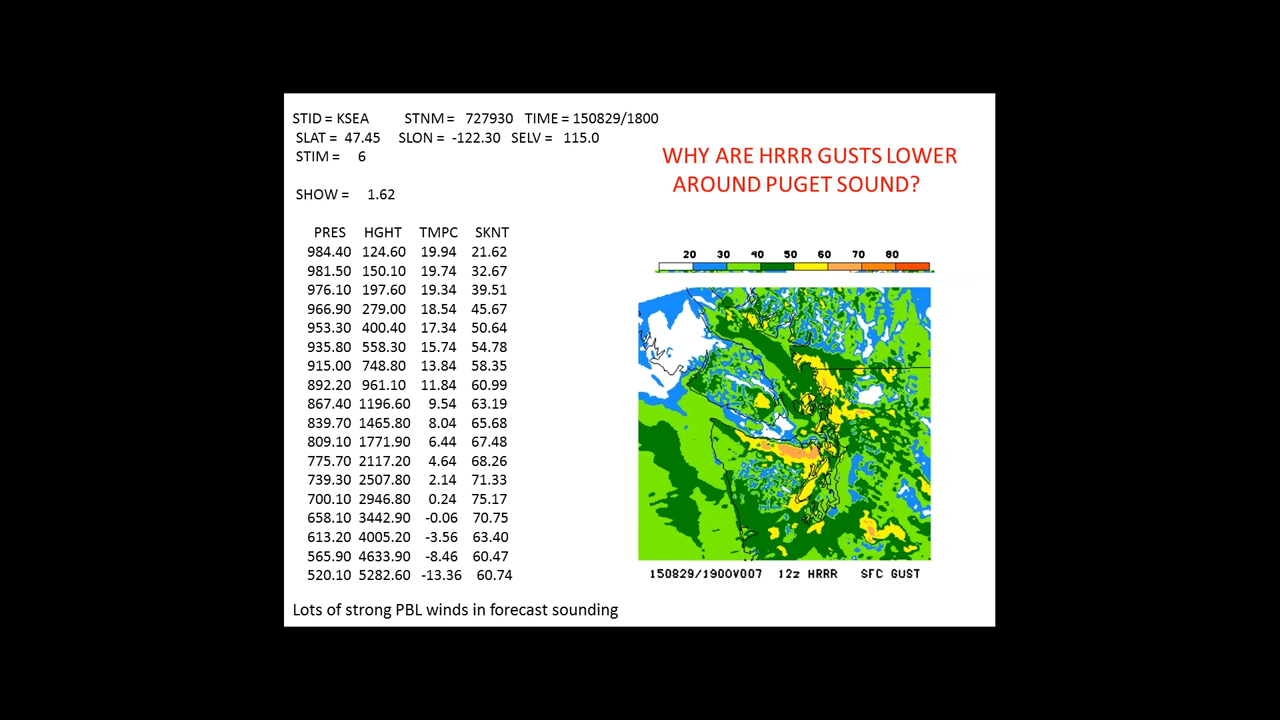 STID = KSEA STNM = 727930 TIME = 150829/1800
SLAT = 47.45 SLON = -122.30 SELV = 115.0
STIM = 6
SHOW = 1.62
PRES HGHT TMPC SKNT
984.40 124.60 19.94 21.62
981.50 150.10 19.74 32.67
976.10 197.60 19.34 39.51
966.90 279.00 18.54 45.67
953.30 400.40 17.34 50.64
935.80 558.30 15.74 54.78
915.00 748.80 13.84 58.35
892.20 961.10 11.84 60.99
867.40 1196.60 9.54 63.19
839.70 1465.80 8.04 65.68
809.10 1771.90 6.44 67.48
775.70 2117.20 4.64 68.26
739.30 2507.80 2.14 71.33
700.10 2946.80 0.24 75.17
658.10 3442.90 -0.06 70.75
613.20 4005.20 -3.56 63.40
565.90 4633.90 -8.46 60.47
520.10 5282.60 -13.36 60.74
Lots of strong PBL winds in forecast sounding
WHY ARE HRRR GUSTS LOWER
AROUND PUGET SOUND?
20 30 40 50 60 70 80
150829/1900V007 12z HRRR SFC GUST